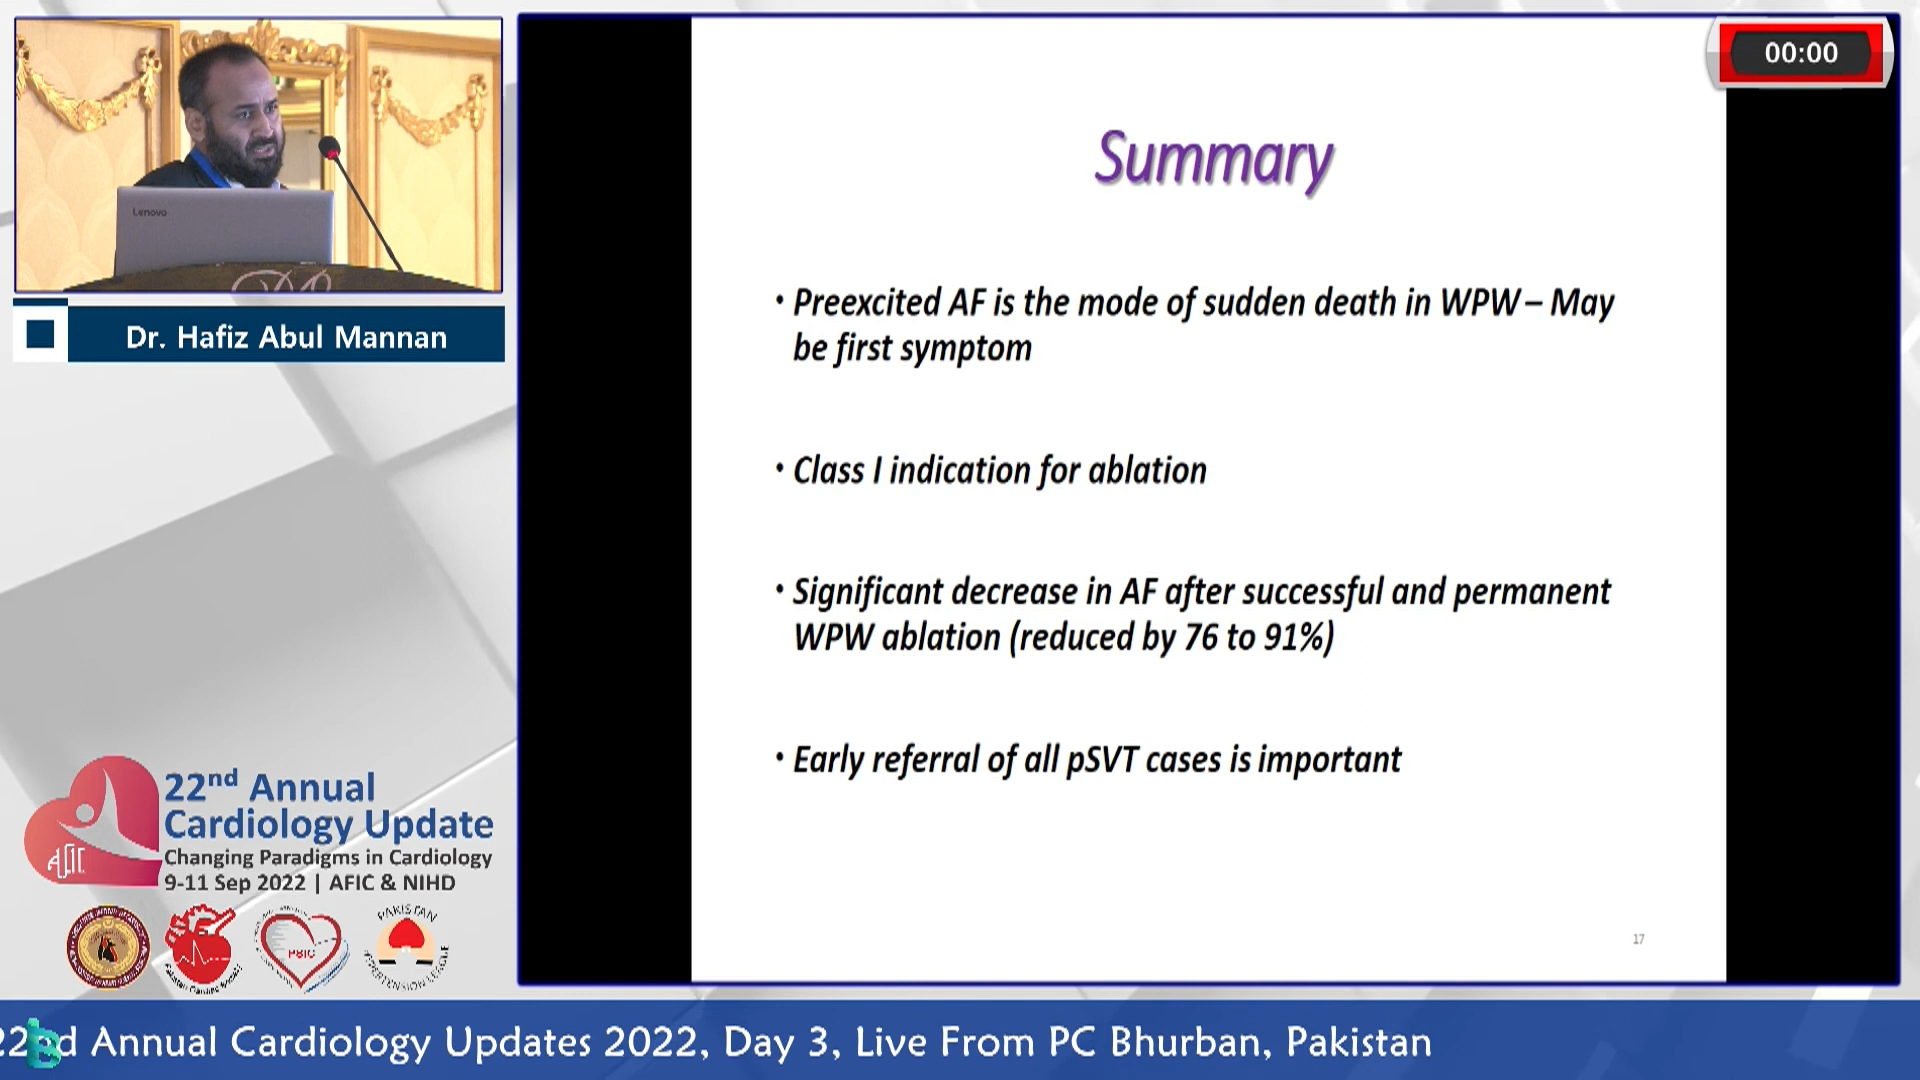 00:00
Lenovo
Dr. Hafiz Abul Mannan
Summary
• Preexcited AF is the mode of sudden death in WPW – May
be first symptom
• Class I indication for ablation
• Significant decrease in AF after successful and permanent
WPW ablation (reduced by 76 to 91%)
• Early referral of all pSVT cases is important
17
AFIC
22nd Annual
Cardiology Update
Changing Paradigms in Cardiology
9-11 Sep 2022 | AFIC & NIHD
PSIC
PAKISTAN
HYPERTENSION LEAGUE
22nd Annual Cardiology Updates 2022, Day 3, Live From PC Bhurban, Pakistan